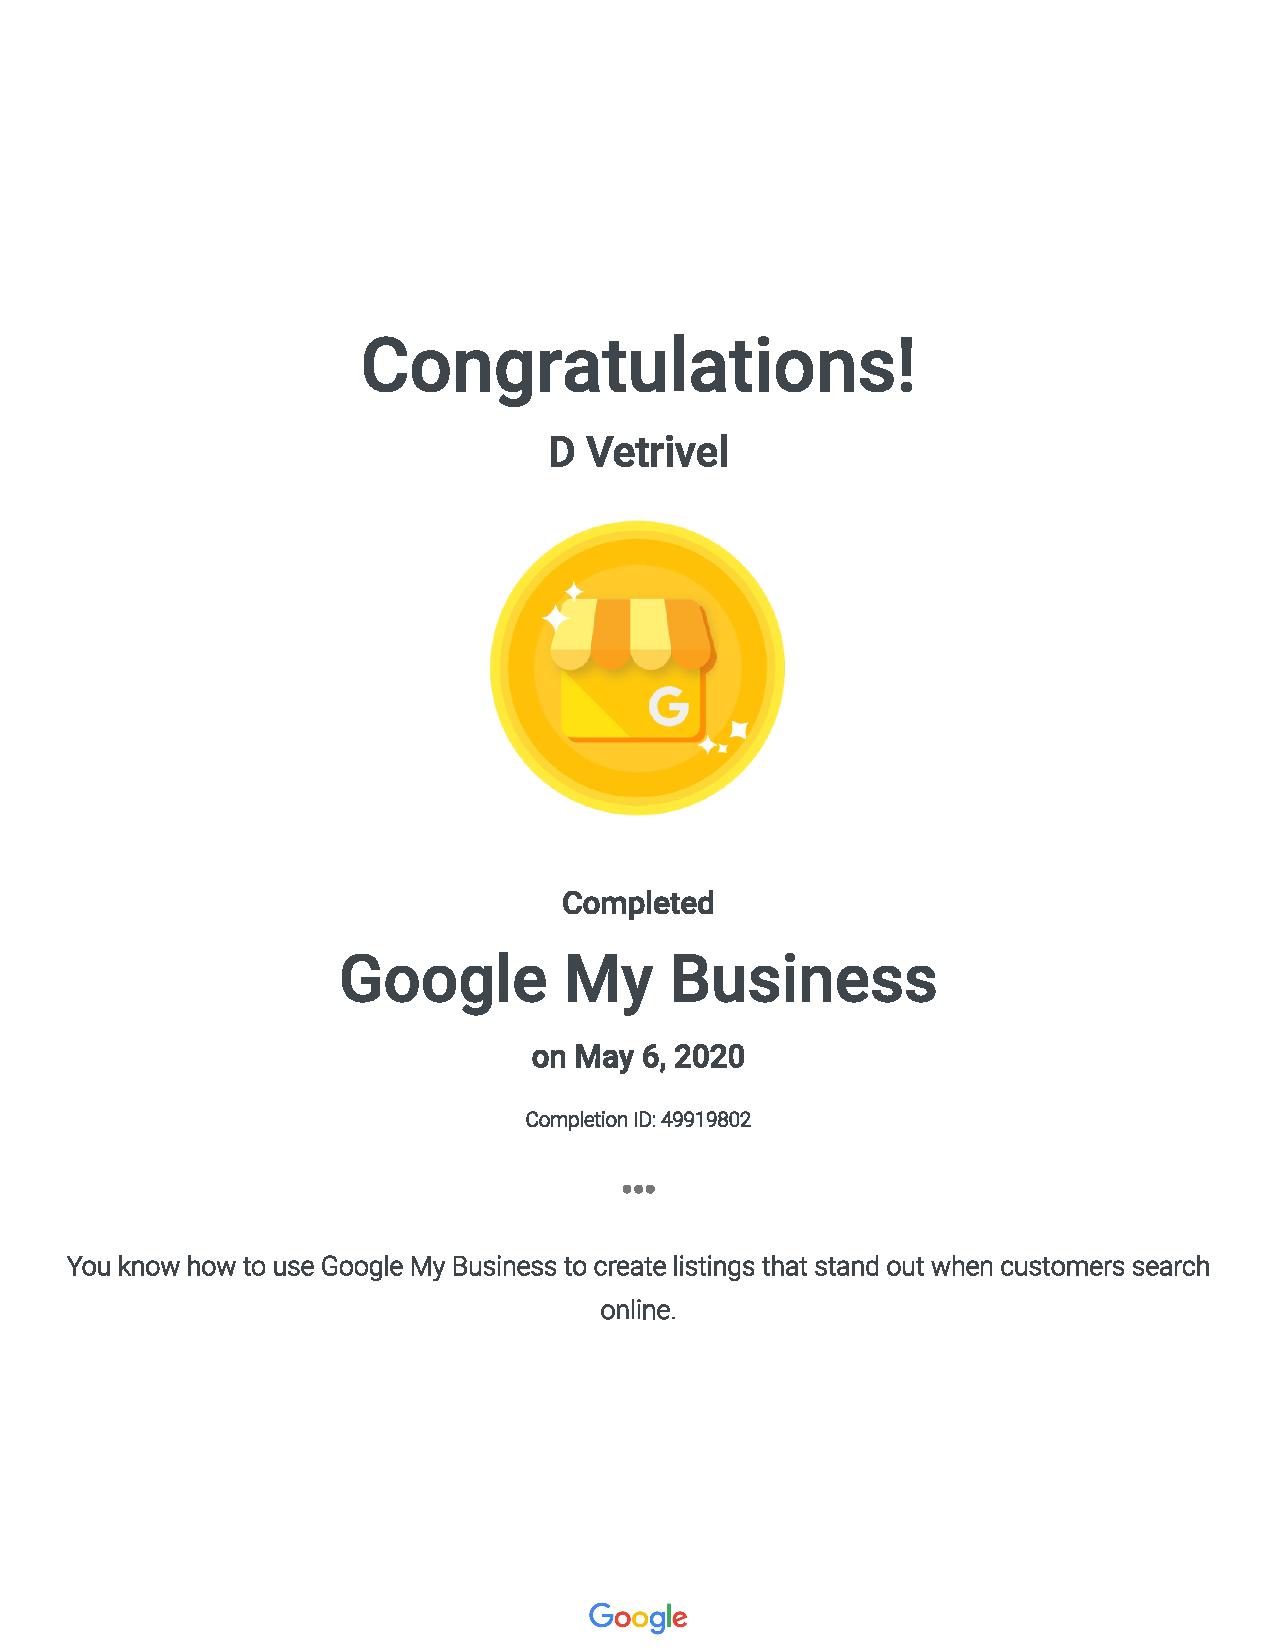 Congratulations!
D Vetrivel
G
Completed
Google My Business
on May 6, 2020
Completion ID: 49919802
•••
You know how to use Google My Business to create listings that stand out when customers search
online.
Google